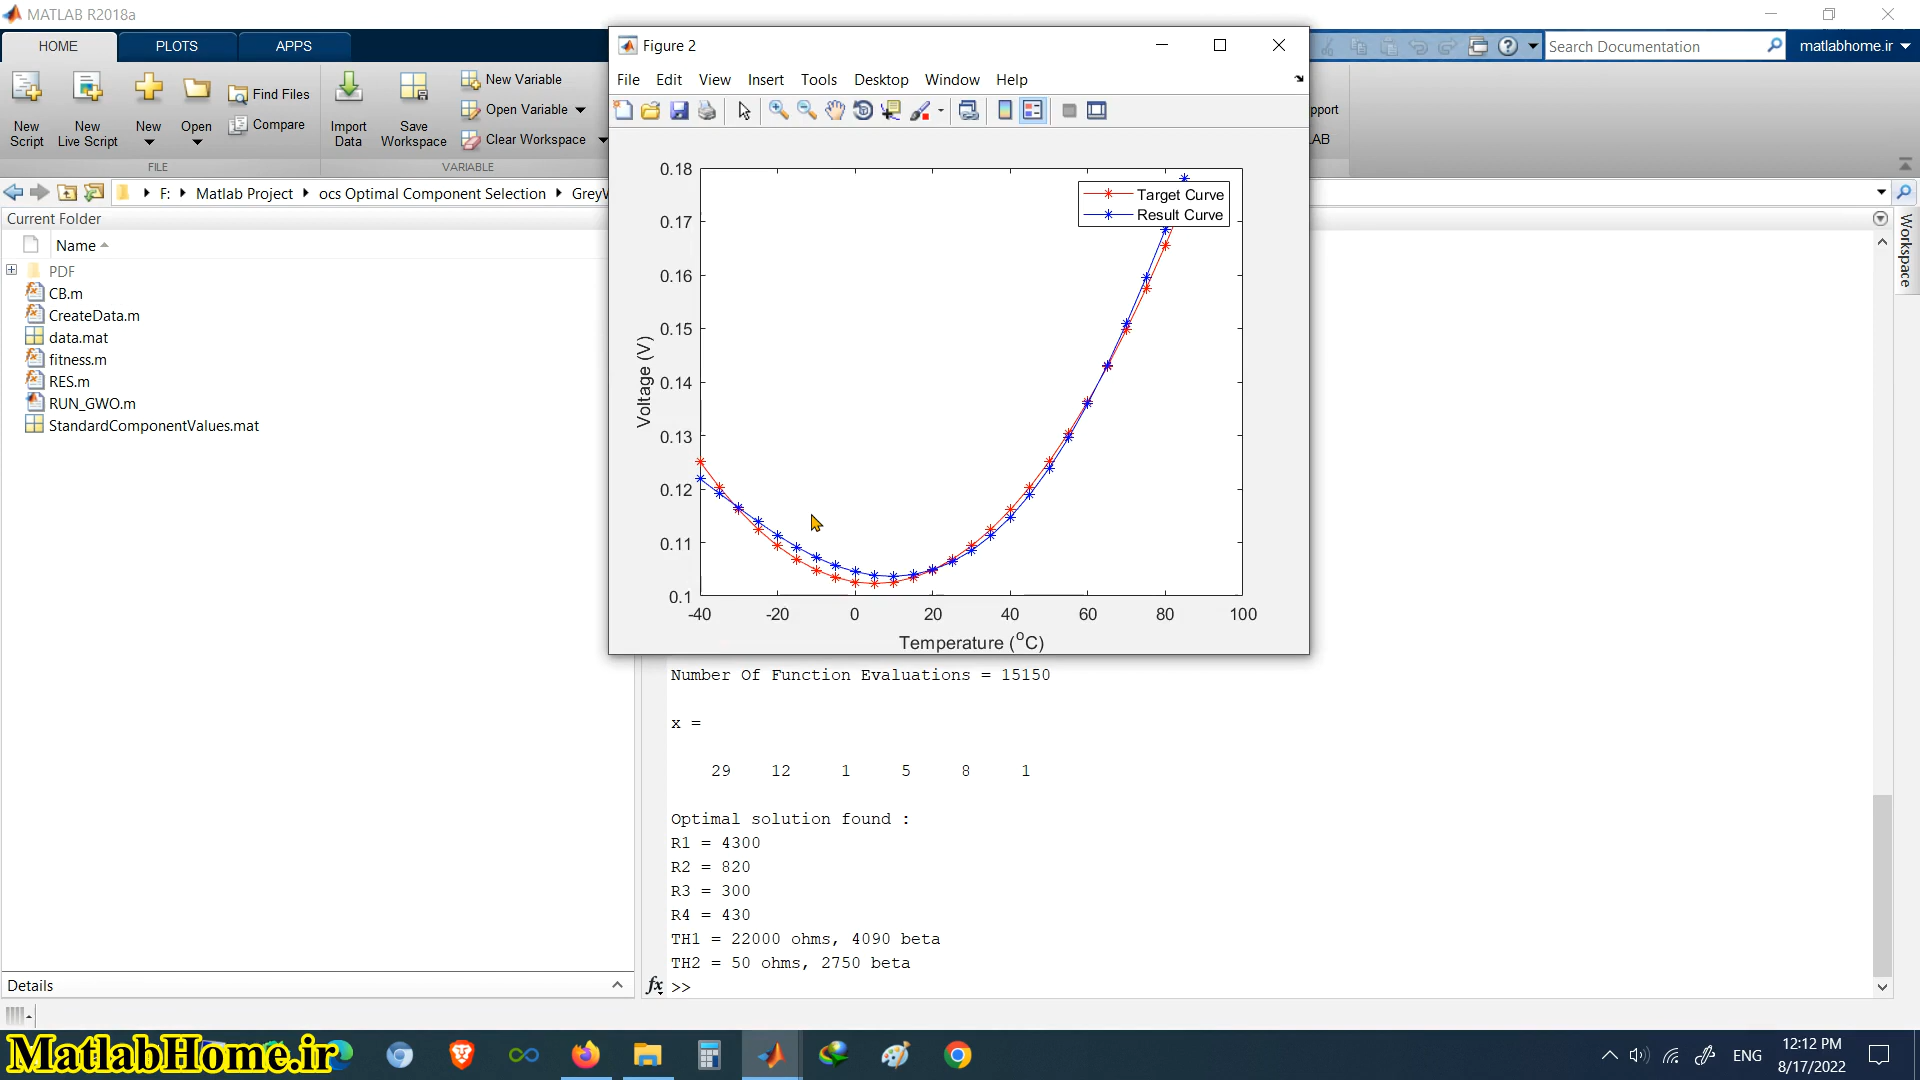 MATLAB R2018a
HOME
PLOTS
APPS
Search Documentation
matlabhome.ir
New Script
New Live Script
New
Open
Find Files
Compare
Import Data
Save Workspace
New Variable
Open Variable
Clear Workspace
FILE
VARIABLE
F:
Matlab Project
ocs Optimal Component Selection
Current Folder
Name
PDF
CB.m
CreateData.m
data.mat
fitness.m
RES.m
RUN_GWO.m
StandardComponentValues.mat
Details
Workspace
Figure 2
File Edit View Insert Tools Desktop Window Help
0.18
0.17
0.16
0.15
0.14
0.13
0.12
0.11
0.1
Voltage (V)
Target Curve
Result Curve
-40 -20 0 20 40 60 80 100
Temperature (°C)
Number Of Function Evaluations = 15150
x =
29 12 1 5 8 1
Optimal solution found :
R1 = 4300
R2 = 820
R3 = 300
R4 = 430
TH1 = 22000 ohms, 4090 beta
TH2 = 50 ohms, 2750 beta
fx >>
MatlabHome.ir
ENG
12:12 PM
8/17/2022